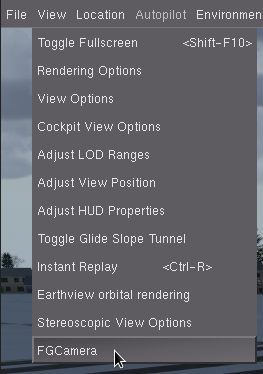 File View Location Autopilot Environmen
Toggle Fullscreen <Shift-F10>
Rendering Options
View Options
Cockpit View Options
Adjust LOD Ranges
Adjust View Position
Adjust HUD Properties
Toggle Glide Slope Tunnel
Instant Replay <Ctrl-R>
Earthview orbital rendering
Stereoscopic View Options
FGCamera